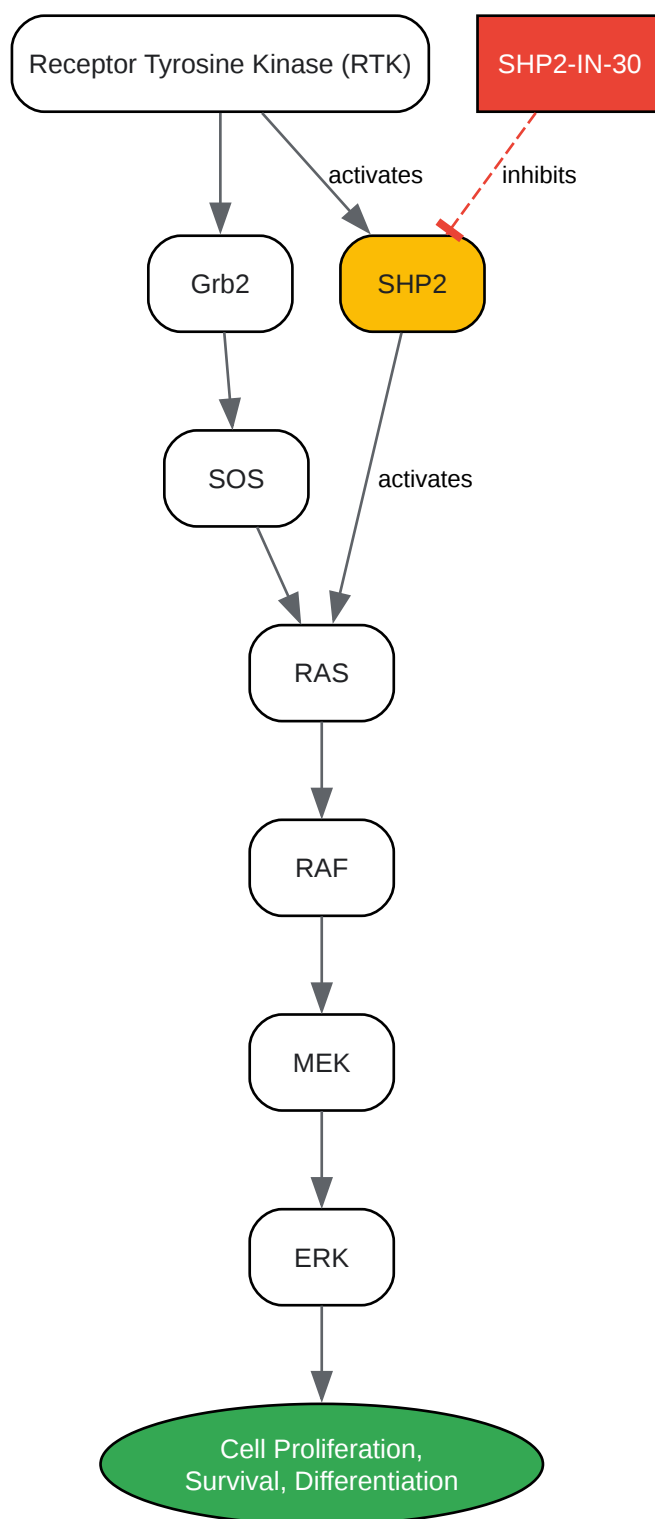 Receptor Tyrosine Kinase (RTK)
SHP2-IN-30
activates
inhibits
Grb2
SHP2
SOS
activates
RAS
RAF
MEK
ERK
Cell Proliferation,
Survival, Differentiation